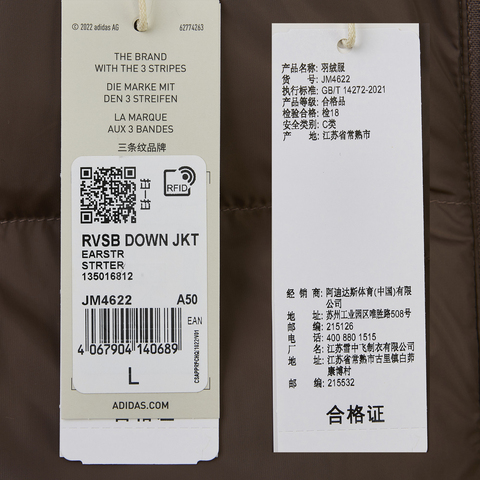 © 2022 adidas AG
62774263
THE BRAND
WITH THE 3 STRIPES
DIE MARKE MIT
DEN 3 STREIFEN
LA MARQUE
AUX 3 BANDES
三条纹品牌
RFID
RVSB DOWN JKT
EARSTR
STRTER
135016812
JM4622
A50
EAN
4 067904 140689
L
ADIDAS.COM
合格证
产品名称: 羽绒服
货 号: JM4622
执行标准: GB/T 14272-2021
产品等级: 合格品
检验合格: 检18
安全类别: C类
产 地: 江苏省常熟市
经 销 商: 阿迪达斯体育(中国)有限
公司
地 址: 苏州工业园区唯胜路508号
邮 编: 215126
电 话: 400 880 1515
厂 名: 江苏雪中飞制衣有限公司
地 址: 江苏省常熟市古里镇白茆
康博村
邮 编: 215532
合格证